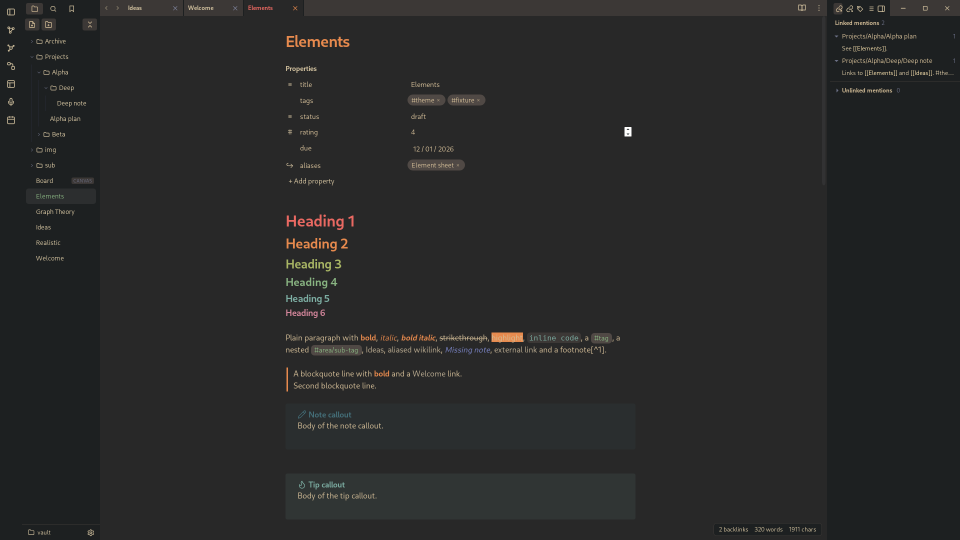 Ideas
Welcome
Elements
Archive
Projects
Alpha
Deep
Deep note
Alpha plan
Beta
img
sub
Board
Elements
Graph Theory
Ideas
Realistic
Welcome
vault
Elements
Properties
title Elements
tags #theme × #fixture ×
status draft
rating 4
due 12/01/2026
aliases Element sheet ×
+ Add property
Heading 1
Heading 2
Heading 3
Heading 4
Heading 5
Heading 6
Plain paragraph with bold, italic, bold italic, strikethrough, highlight, inline code, a #tag, a
nested #area/sub-tag, Ideas, aliased wikilink, Missing note, external link and a footnote[^1].
A blockquote line with bold and a Welcome link.
Second blockquote line.
Note callout
Body of the note callout.
Tip callout
Body of the tip callout.
2 backlinks 320 words 1911 chars
Linked mentions 2
Projects/Alpha/Alpha plan 1
See [[Elements]].
Projects/Alpha/Deep/Deep note 1
Links to [[Elements]] and [[Ideas]]. #the...
Unlinked mentions 0